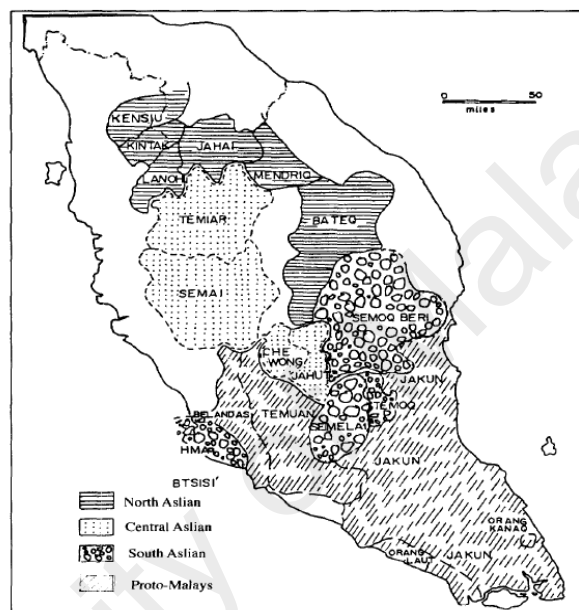 0 50
miles
KENSIU
KINTAK
JAHAI
LANOH
MENDRIQ
TEMIAR
BATEQ
SEMAI
SEMOQ BERI
CHE
WONG
JAHUT
JAKUN
TEMOQ
BELANDAS
TEMUAN
SEMELAI
HMA'
JAKUN
BTSISI'
North Aslian
Central Aslian
South Aslian
Proto-Malays
ORANG
KANAQ
ORANG
LAUT
JAKUN